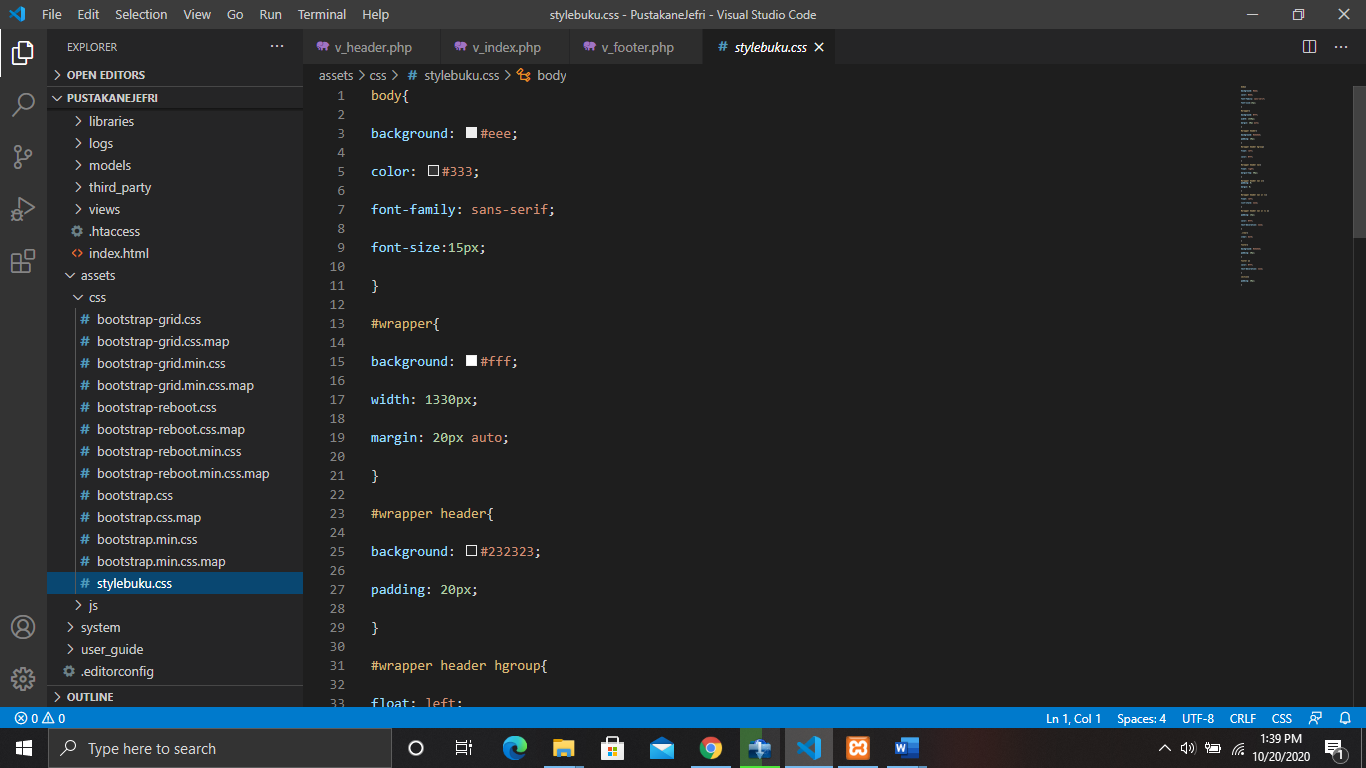 File Edit Selection View Go Run Terminal Help stylebuku.css - PustakaneJefri - Visual Studio Code
EXPLORER ···
v_header.php v_index.php v_footer.php # stylebuku.css
OPEN EDITORS
assets > css > # stylebuku.css > body
PUSTAKANEJEFRI
libraries
logs
models
third_party
views
.htaccess
index.html
assets
css
# bootstrap-grid.css
# bootstrap-grid.css.map
# bootstrap-grid.min.css
# bootstrap-grid.min.css.map
# bootstrap-reboot.css
# bootstrap-reboot.css.map
# bootstrap-reboot.min.css
# bootstrap-reboot.min.css.map
# bootstrap.css
# bootstrap.css.map
# bootstrap.min.css
# bootstrap.min.css.map
# stylebuku.css
js
system
user_guide
.editorconfig
OUTLINE
1 body{
2
3 background: #eee;
4
5 color: #333;
6
7 font-family: sans-serif;
8
9 font-size:15px;
10
11 }
12
13 #wrapper{
14
15 background: #fff;
16
17 width: 1330px;
18
19 margin: 20px auto;
20
21 }
22
23 #wrapper header{
24
25 background: #232323;
26
27 padding: 20px;
28
29 }
30
31 #wrapper header hgroup{
32
33 float: left;
0 0 Ln 1, Col 1 Spaces: 4 UTF-8 CRLF CSS
Type here to search
1:39 PM
10/20/2020
1